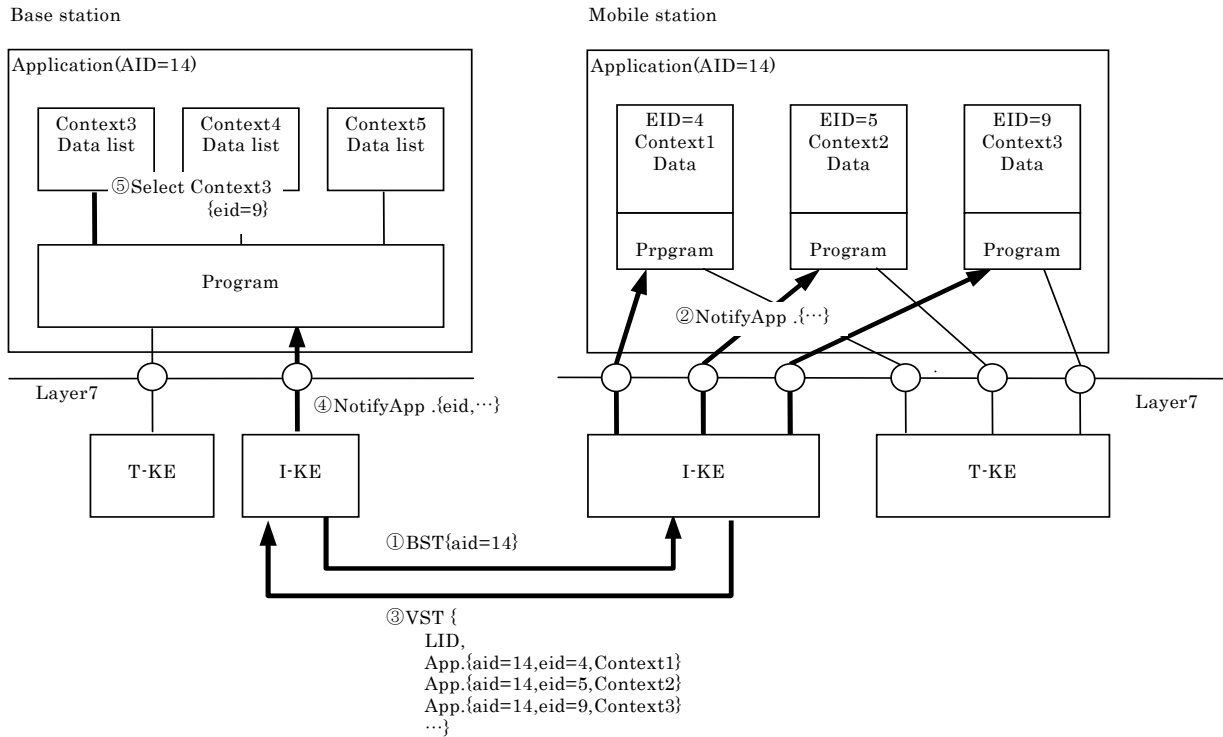 Base station
Mobile station
Application(AID=14)
Context3
Data list
Context4
Data list
Context5
Data list
⑤Select Context3
{eid=9}
Program
Layer7
④NotifyApp .{eid,⋯}
T-KE
I-KE
Application(AID=14)
EID=4
Context1
Data
EID=5
Context2
Data
EID=9
Context3
Data
Prpgram
Program
Program
②NotifyApp .{⋯}
Layer7
I-KE
T-KE
①BST{aid=14}
③VST {
LID,
App.{aid=14,eid=4,Context1}
App.{aid=14,eid=5,Context2}
App.{aid=14,eid=9,Context3}
⋯}